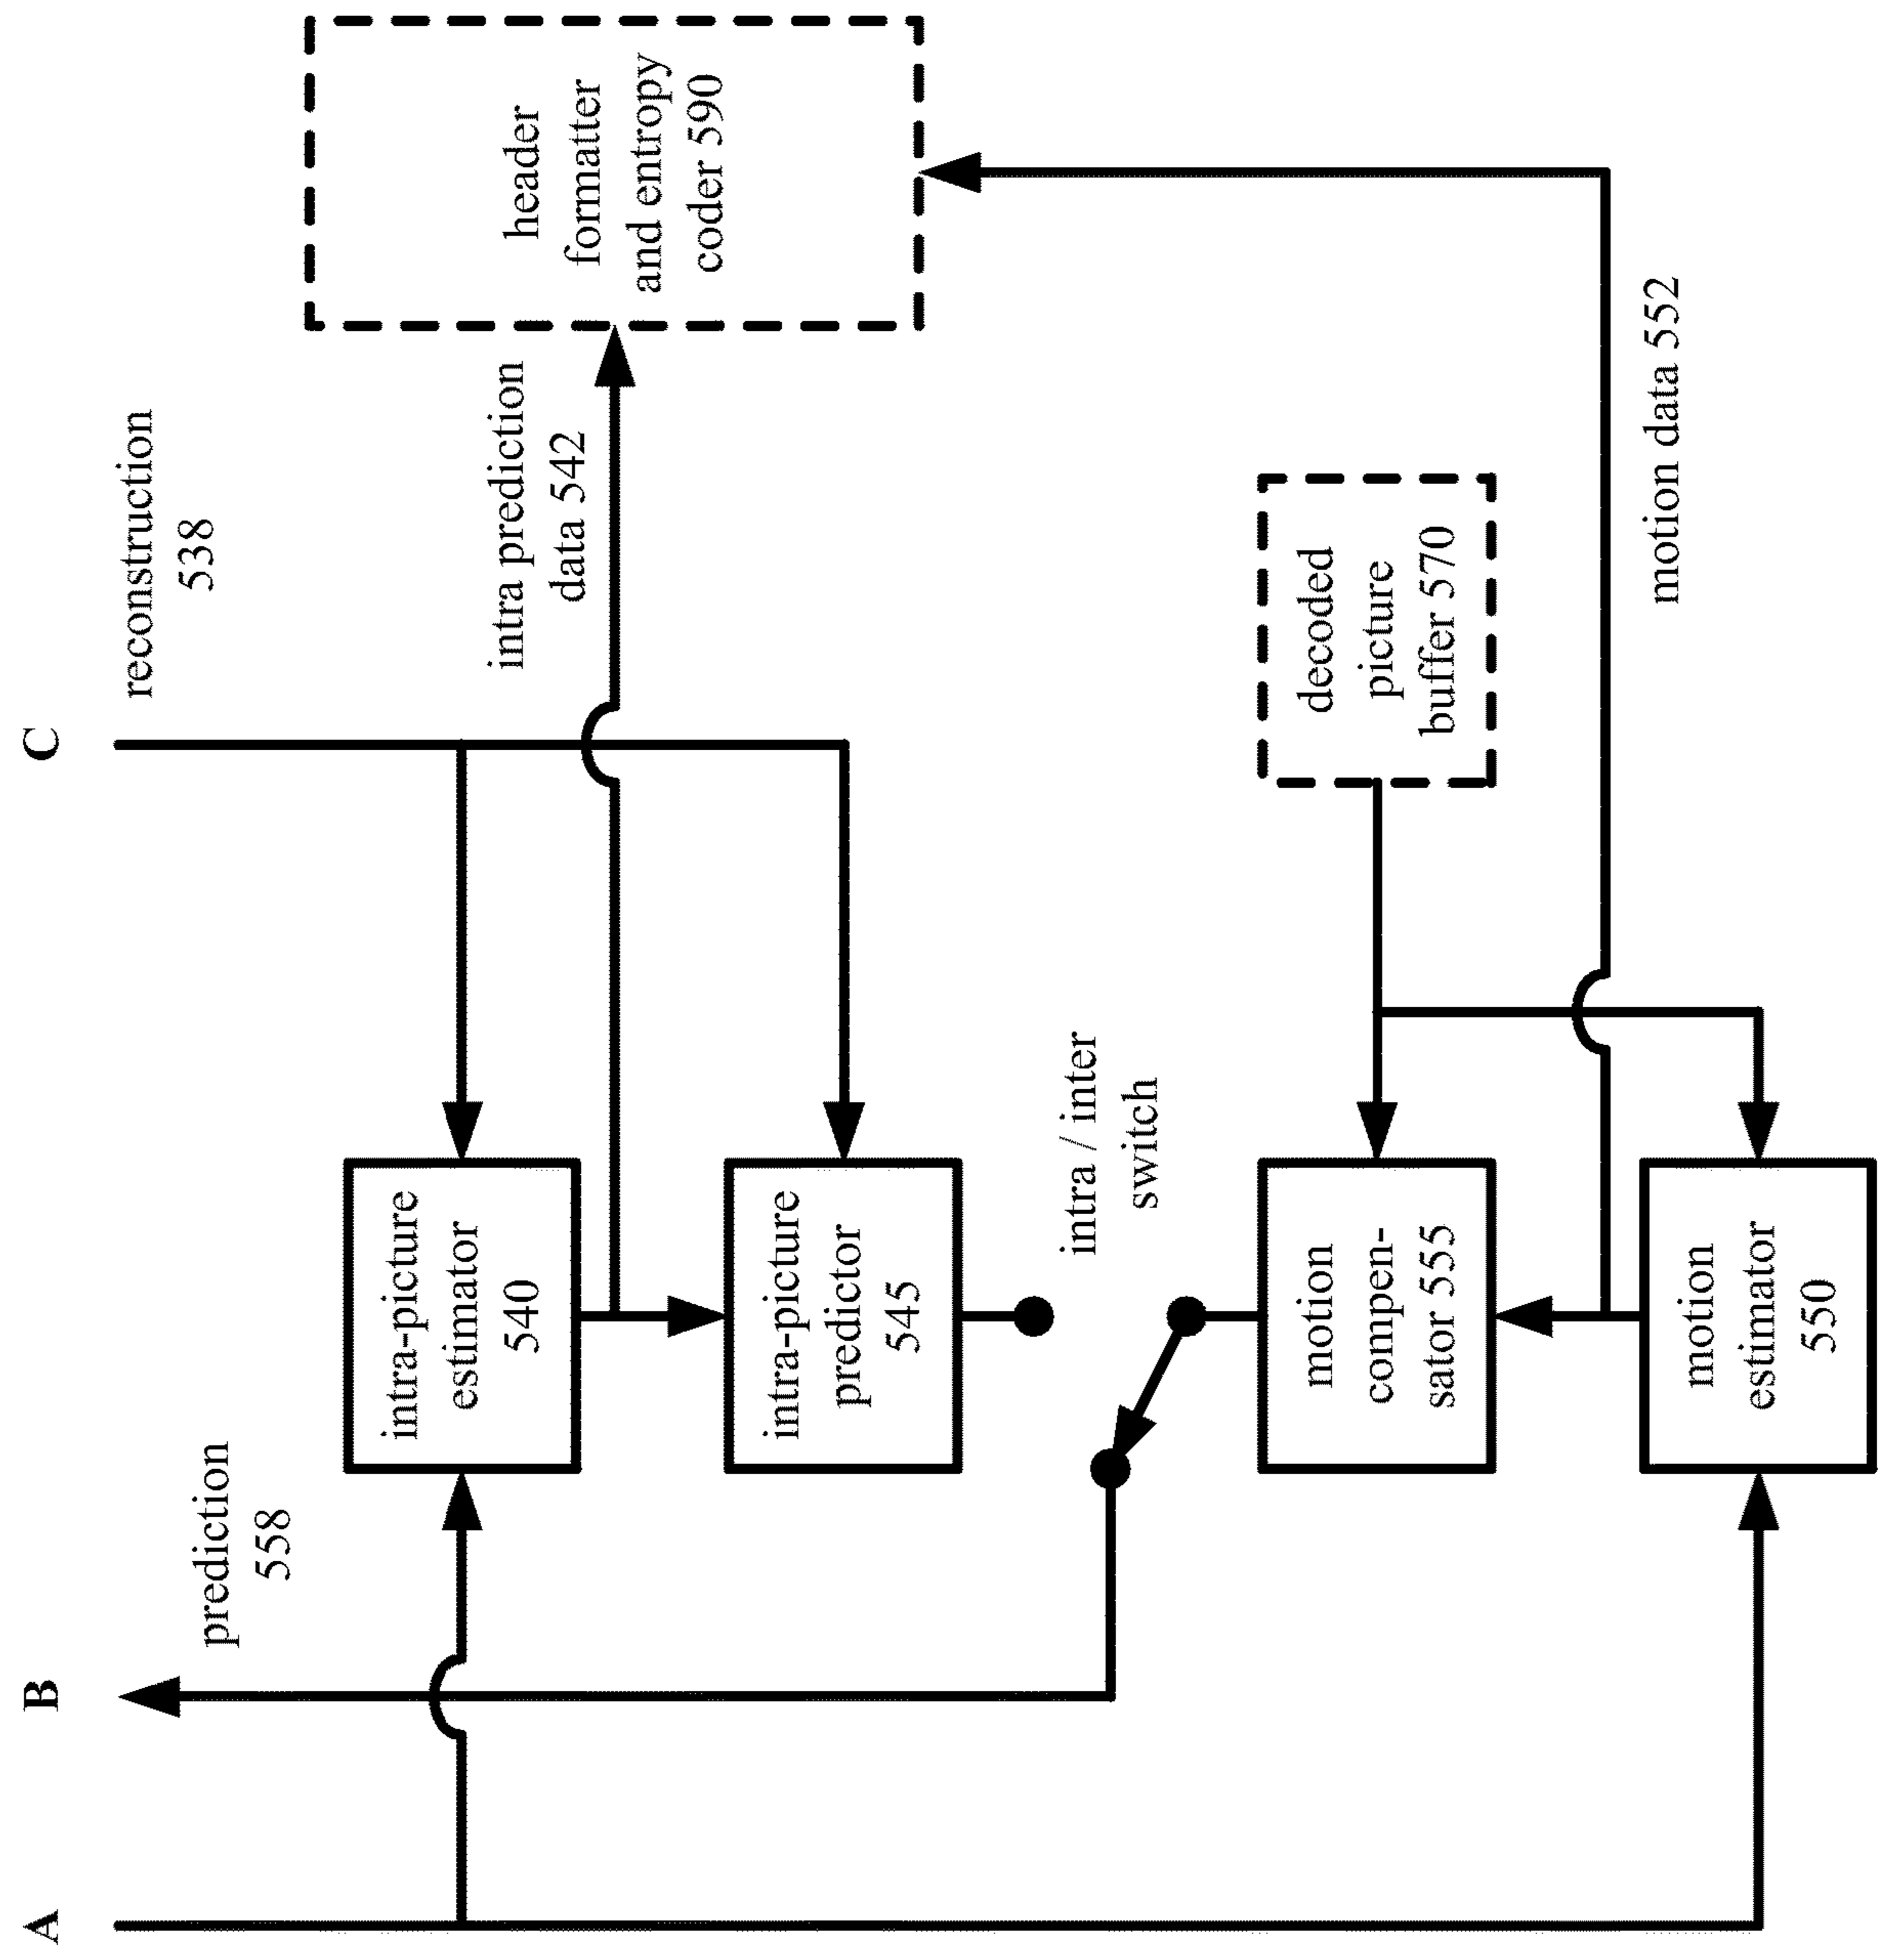 A
B
C
prediction
558
reconstruction
538
intra-picture
estimator
540
intra prediction
data 542
header
formatter
and entropy
coder 590
intra-picture
predictor
545
intra / inter
switch
motion
compen-
sator 555
decoded
picture
buffer 570
motion
estimator
550
motion data 552